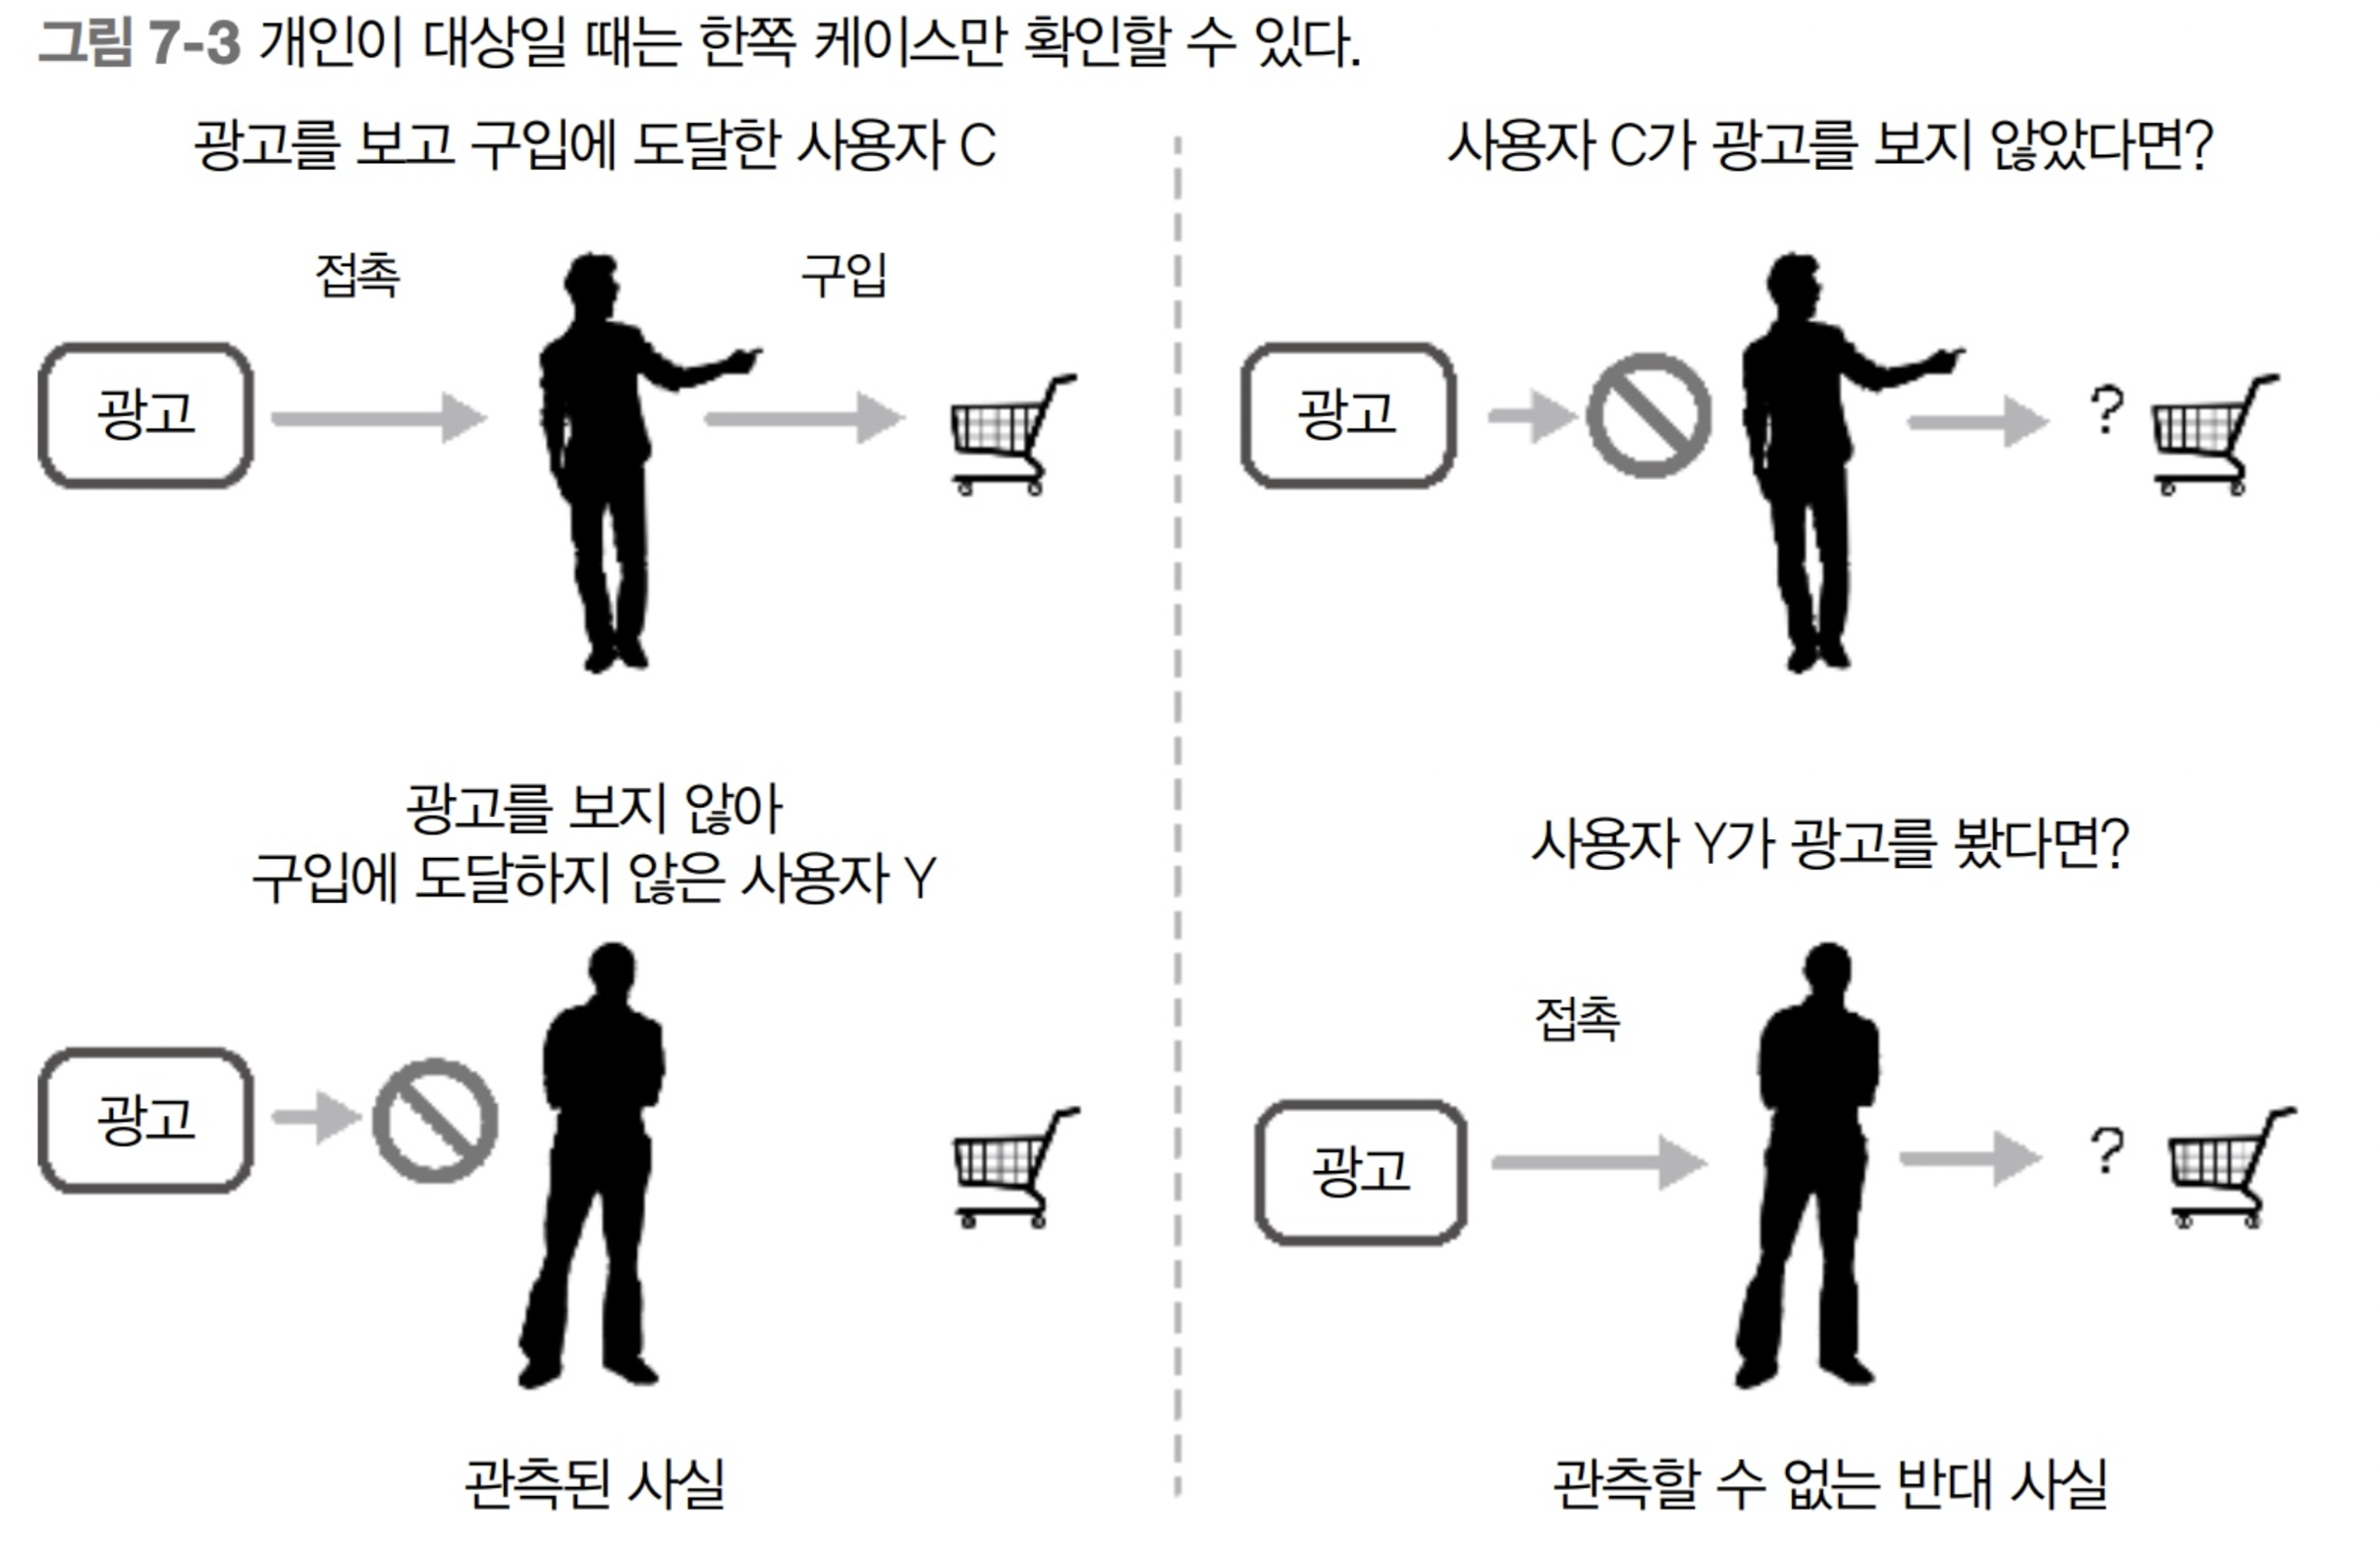 그림 7-3 개인이 대상일 때는 한쪽 케이스만 확인할 수 있다.
광고를 보고 구입에 도달한 사용자 C
접촉
구입
광고
사용자 C가 광고를 보지 않았다면?
광고
?
광고를 보지 않아
구입에 도달하지 않은 사용자 Y
광고
사용자 Y가 광고를 봤다면?
접촉
광고
?
관측된 사실
관측할 수 없는 반대 사실